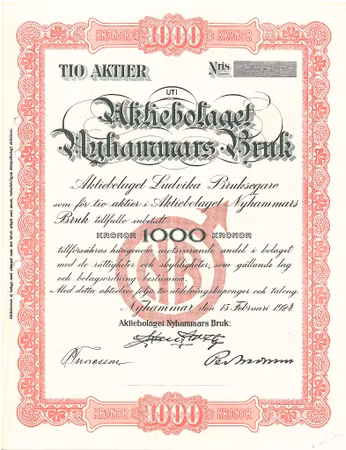 KRONOR 1000 KRONOR
TIO AKTIER
Nris
UTI
Aktiebolaget
Nyhammars Bruk
Aktiebolaget Ludvika Bruksegare
som för tio aktier i Aktiebolaget Nyhammars
Bruk tillfullo inbetalt
KRONOR 1000 KRONOR
tillförsäkras härigenom motsvarande andel i bolaget
med de rättigheter och skyldigheter, som gällande lag
och bolagsordning bestämma.
Med detta aktiebrev följa tio utdelningskuponger och talong.
Nyhammar den 15 Februari 1924
Aktiebolaget Nyhammars Bruk:
KRONOR 1000 KRONOR